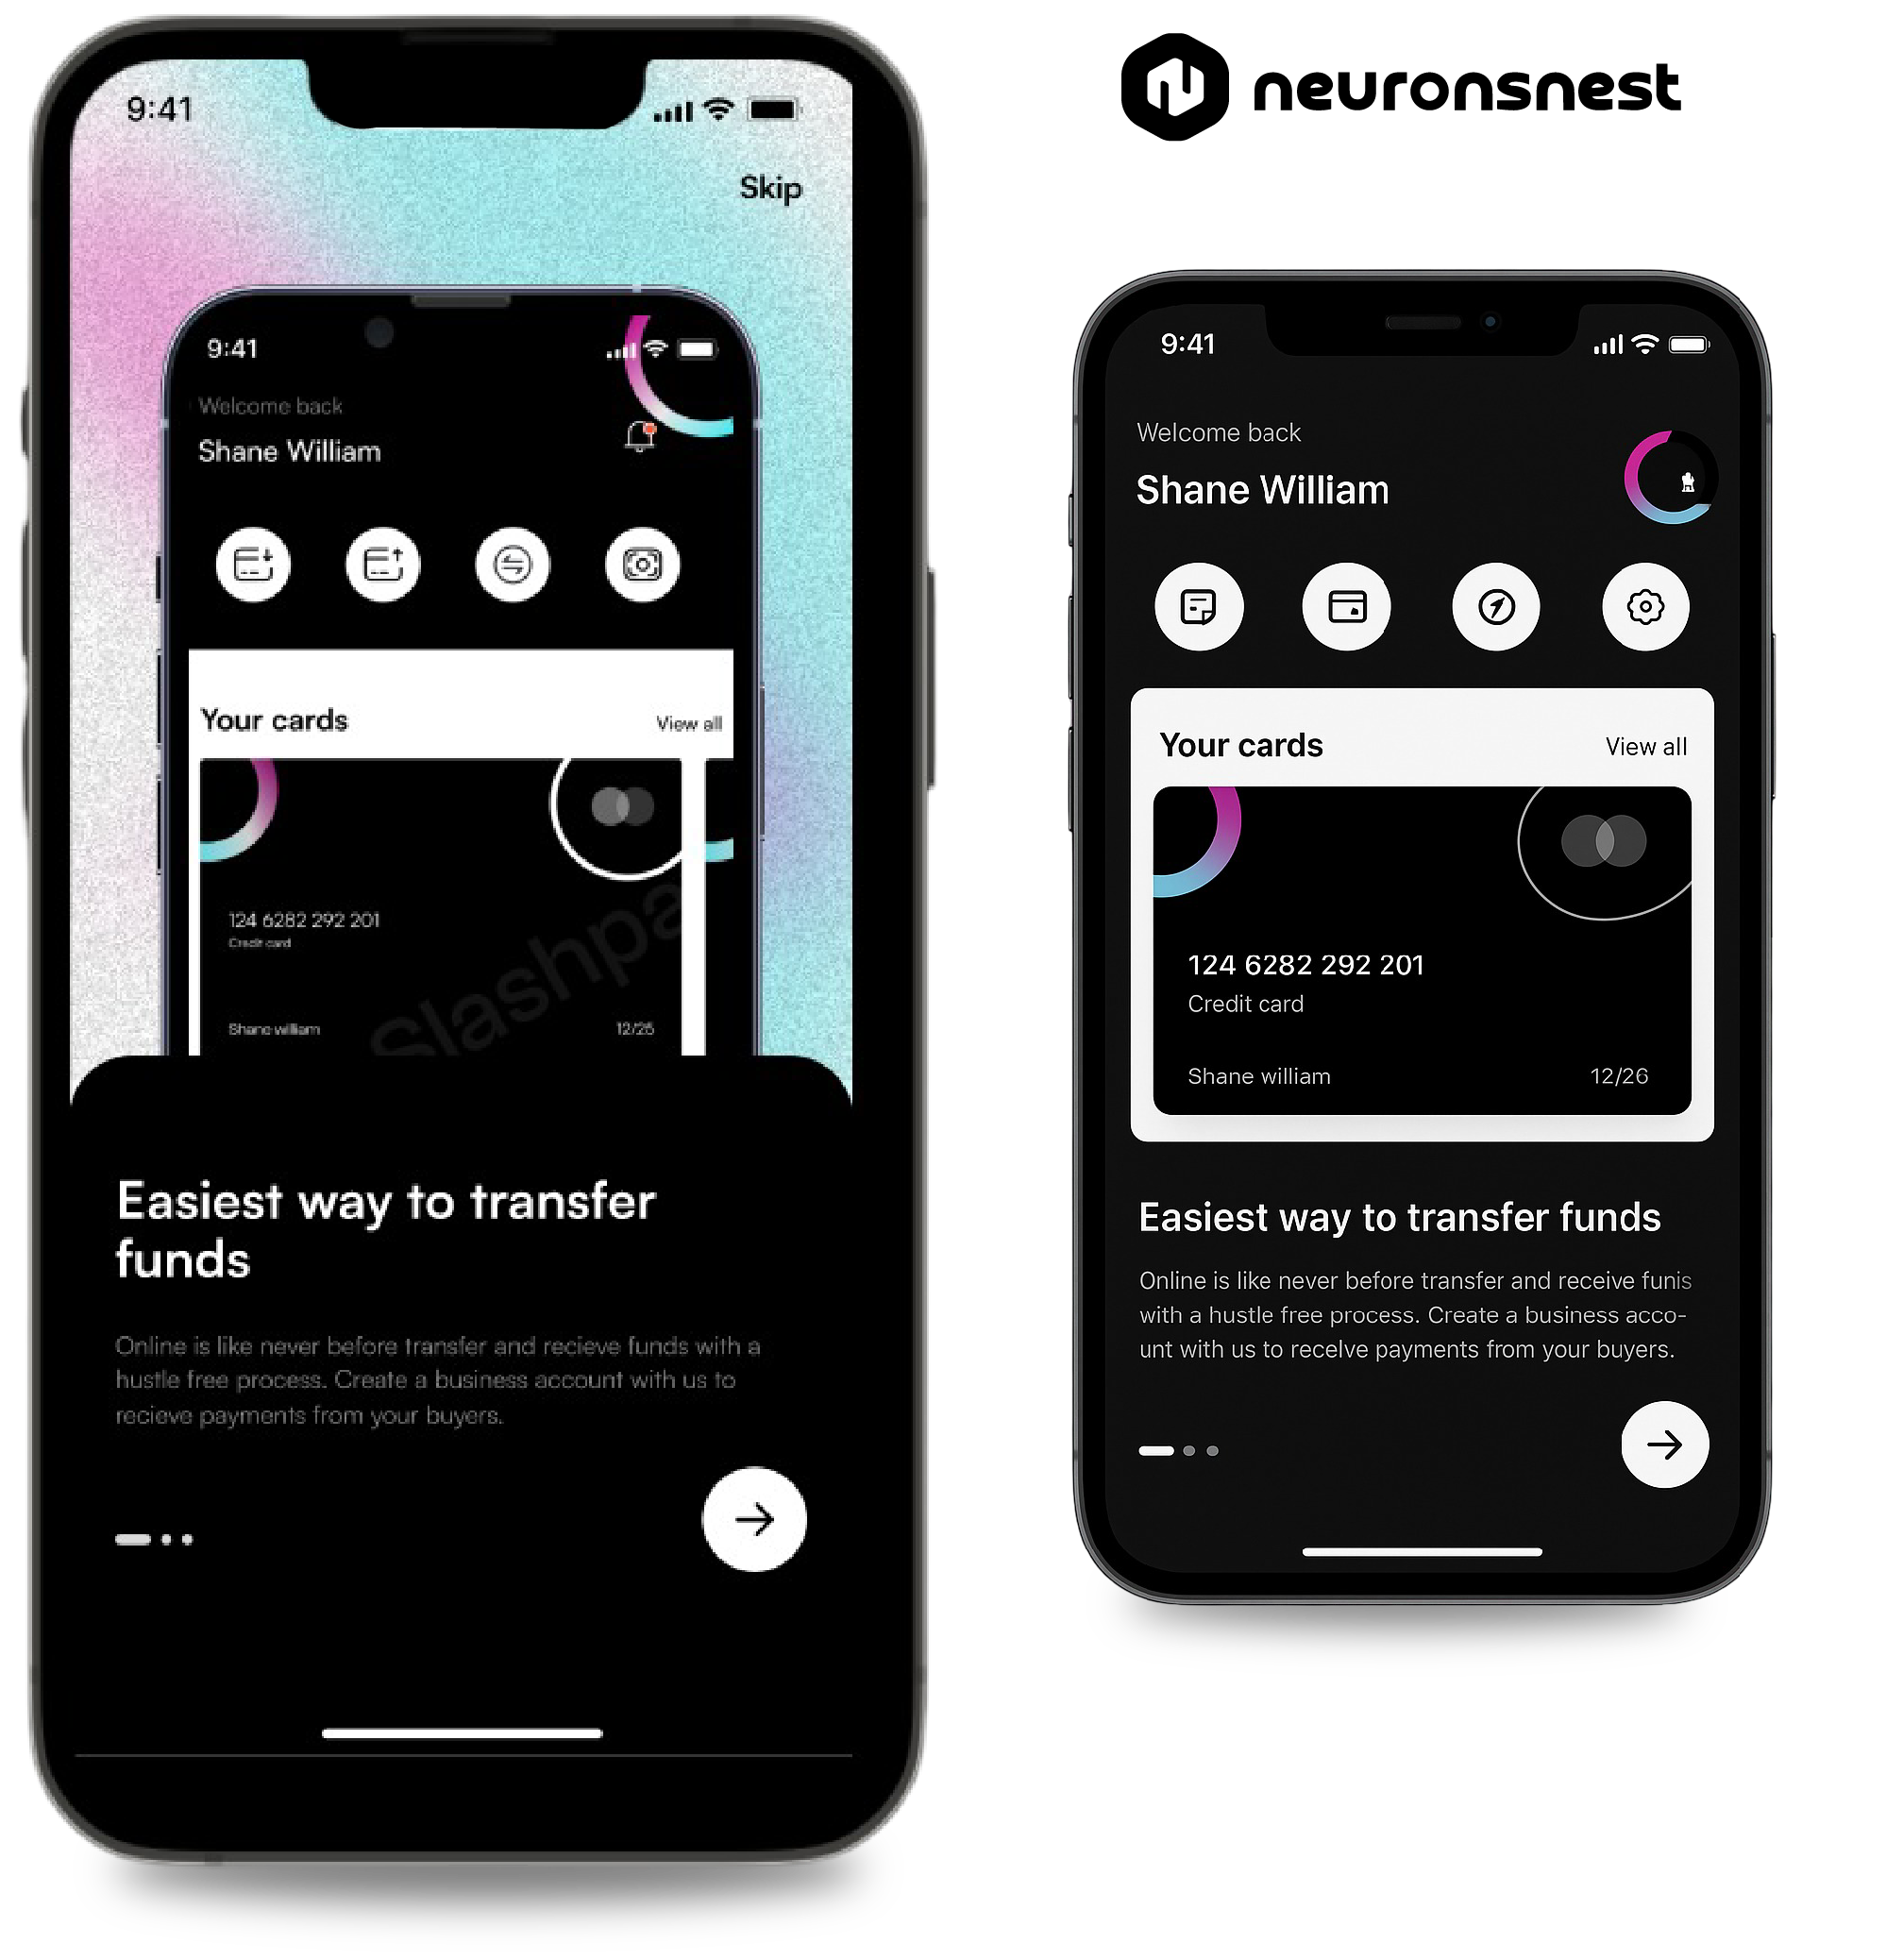 9:41
Skip
9:41
Welcome back
Shane William
Your cards
View all
124 6282 292 201
Credit card
Slashpa
Shane william
12/25
Easiest way to transfer
funds
Online is like never before transfer and recieve funds with a
hustle free process. Create a business account with us to
recieve payments from your buyers.
neuronsnest
9:41
Welcome back
Shane William
Your cards
View all
124 6282 292 201
Credit card
Shane william
12/26
Easiest way to transfer funds
Online is like never before transfer and receive funis
with a hustle free process. Create a business acco-
unt with us to recelve payments from your buyers.